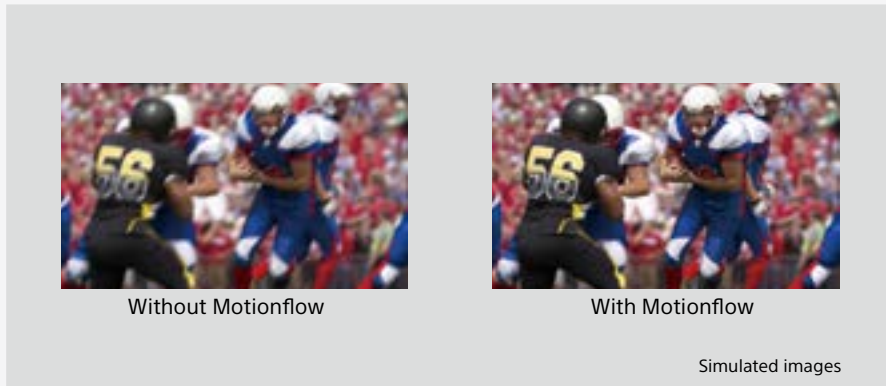 56
56
Without Motionflow
With Motionflow
Simulated images